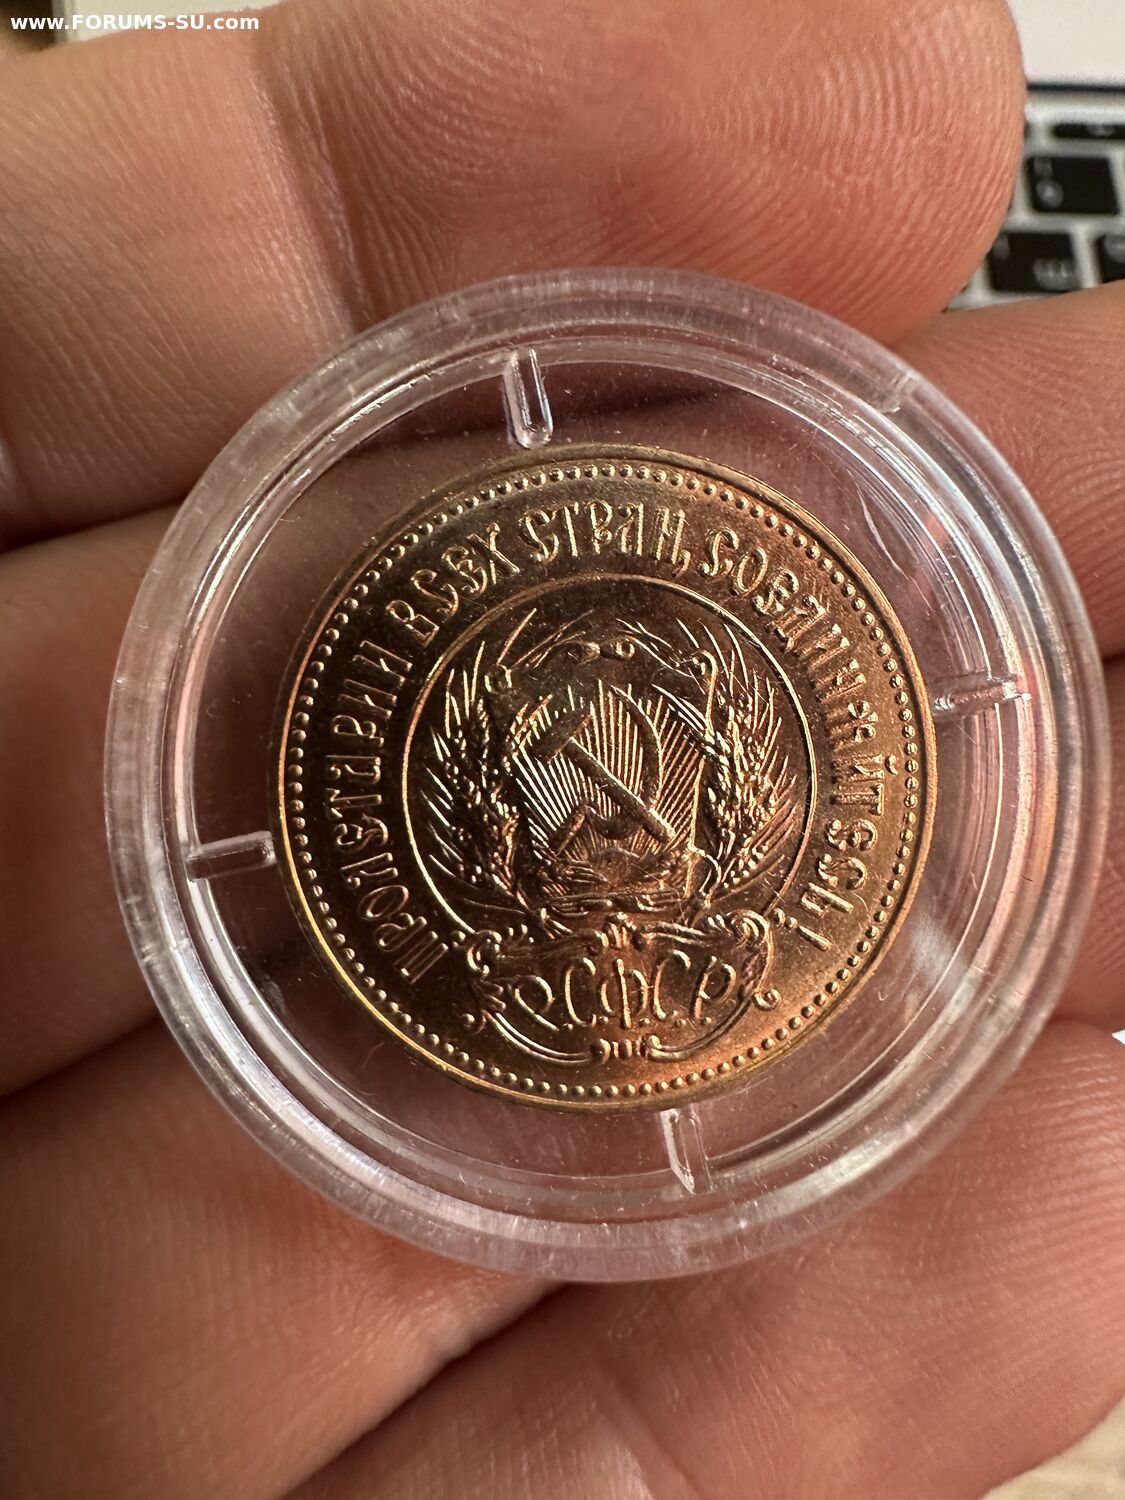 www.FORUMS-SU.com
ПРОЛЕТАРИИ ВСЕХ СТРАН, СОЕДИНЯЙТЕСЬ!
Р.С.Ф.С.Р.
Ш